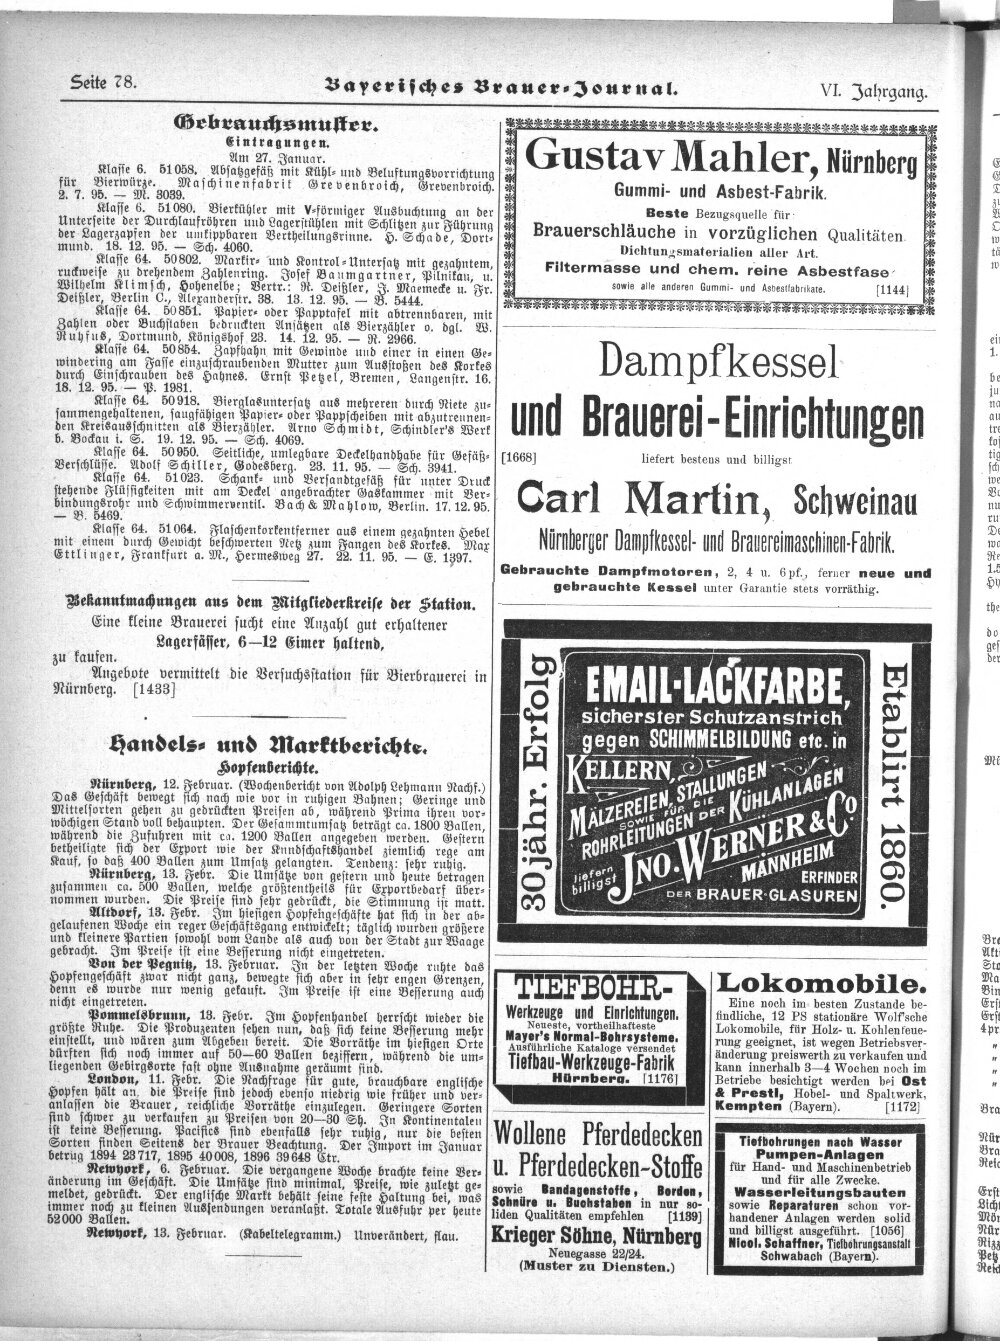 Seite 78.
Bayerisches Brauer-Journal.
VI. Jahrgang.
Gebrauchsmuster.
Eintragungen.
Am 27. Januar.
Klasse 6. 51058. Absatzgefäß mit Kühl- und Belüftungsvorrichtung
für Bierwürze. Maschinenfabrik Grevenbroich, Grevenbroich.
2. 7. 95. — M. 3039.
Klasse 6. 51080. Bierkühler mit V-förmiger Ausbuchtung an der
Unterseite der Durchlaufröhren und Lagerstühlen mit Schlitzen zur Führung
der Lagerzapfen der umkippbaren Vertheilungsrinne. H. Schade, Dort-
mund. 18. 12. 95. — Sch. 4060.
Klasse 64. 50802. Markir- und Kontrol-Untersatz mit gezahntem,
ruckweise zu drehendem Zahlenring. Josef Baumgartner, Pilnikau, u.
Wilhelm Klimsch, Hohenelbe; Vertr.: R. Deißler, J. Maemecke u. Fr.
Deißler, Berlin C., Alexanderstr. 38. 13. 12. 95. — B. 5444.
Klasse 64. 50851. Papier- oder Papptafel mit abtrennbaren, mit
Zahlen oder Buchstaben bedruckten Ansätzen als Bierzähler o. dgl. W.
Ruhfus, Dortmund, Königshof 23. 14. 12. 95. — R. 2966.
Klasse 64. 50854. Zapfhahn mit Gewinde und einer in einen Ge-
windering am Fasse einzuschraubenden Mutter zum Ausstoßen des Korkes
durch Einschrauben des Hahnes. Ernst Petzel, Bremen, Langenstr. 16.
18. 12. 95. — P. 1981.
Klasse 64. 50918. Bierglasuntersatz aus mehreren durch Niete zu-
sammengehaltenen, saugfähigen Papier- oder Pappscheiben mit abzutrennen-
den Kreisausschnitten als Bierzähler. Arno Schmidt, Schindler's Werk
b. Bockau i. S. 19. 12. 95. — Sch. 4069.
Klasse 64. 50950. Seitliche, umlegbare Deckelhandhabe für Gefäß-
Verschlüsse. Adolf Schiller, Godesberg. 23. 11. 95. — Sch. 3941.
Klasse 64. 51023. Schank- und Versandtgefäß für unter Druck
stehende Flüssigkeiten mit am Deckel angebrachter Gaskammer mit Ver-
bindungsrohr und Schwimmerventil. Bach & Mahlow, Berlin. 17. 12. 95.
— B. 5469.
Klasse 64. 51064. Flaschenkorkentferner aus einem gezahnten Hebel
mit einem durch Gewicht beschwerten Netz zum Fangen des Korkes. Max
Ettlinger, Frankfurt a. M., Hermesweg 27. 22. 11. 95. — E. 1397.
Bekanntmachungen aus dem Mitgliederkreise der Station.
Eine kleine Brauerei sucht eine Anzahl gut erhaltener
Lagerfässer, 6—12 Eimer haltend,
zu kaufen.
Angebote vermittelt die Versuchsstation für Bierbrauerei in
Nürnberg. [1433]
Handels- und Marktberichte.
Hopfenberichte.
Nürnberg, 12. Februar. (Wochenbericht von Adolph Lehmann Nachf.)
Das Geschäft bewegt sich nach wie vor in ruhigen Bahnen; Geringe und
Mittelsorten gehen zu gedrückten Preisen ab, während Prima ihren vor-
wöchigen Stand voll behaupten. Der Gesammtumsatz beträgt ca. 1800 Ballen,
während die Zufuhren mit ca. 1200 Ballen angegeben werden. Gestern
betheiligte sich der Export wie der Kundschaftshandel ziemlich rege am
Kauf, so daß 400 Ballen zum Umsatz gelangten. Tendenz: sehr ruhig.
Nürnberg, 13. Febr. Die Umsätze von gestern und heute betragen
zusammen ca. 500 Ballen, welche größtentheils für Exportbedarf über-
nommen wurden. Die Preise sind sehr gedrückt, die Stimmung ist matt.
Altdorf, 13. Febr. Im hiesigen Hopfengeschäfte hat sich in der ab-
gelaufenen Woche ein reger Geschäftsgang entwickelt; täglich wurden größere
und kleinere Partien sowohl vom Lande als auch von der Stadt zur Waage
gebracht. Im Preise ist eine Besserung nicht eingetreten.
Von der Pegnitz, 13. Februar. In der letzten Woche ruhte das
Hopfengeschäft zwar nicht ganz, bewegte sich aber in sehr engen Grenzen,
denn es wurde nur wenig gekauft. Im Preise ist eine Besserung auch
nicht eingetreten.
Pommelsbrunn, 13. Febr. Im Hopfenhandel herrscht wieder die
größte Ruhe. Die Produzenten sehen nun, daß sich keine Besserung mehr
einstellt, und wären zum Abgeben bereit. Die Vorräthe im hiesigen Orte
dürften sich noch immer auf 50—60 Ballen beziffern, während die um-
liegenden Gebirgsorte fast ohne Ausnahme geräumt sind.
London, 11. Febr. Die Nachfrage für gute, brauchbare englische
Hopfen hält an. die Preise sind jedoch ebenso niedrig wie früher und ver-
anlassen die Brauer, reichliche Vorräthe einzulegen. Geringere Sorten
sind schwer zu verkaufen zu Preisen von 20—30 Sh. In Kontinentalen
ist keine Besserung. Pacifics sind ebenfalls sehr ruhig, nur die besten
Sorten finden Seitens der Brauer Beachtung. Der Import im Januar
betrug 1894 23717, 1895 40008, 1896 39648 Ctr.
Newyork, 6. Februar. Die vergangene Woche brachte keine Ver-
änderung im Geschäft. Die Umsätze sind minimal, Preise, wie zuletzt ge-
meldet, gedrückt. Der englische Markt behält seine feste Haltung bei, was
immer noch zu kleinen Aussendungen veranlaßt. Totale Ausfuhr per heute
52000 Ballen.
Newyork, 13. Februar. (Kabeltelegramm.) Unverändert, flau.
Gustav Mahler, Nürnberg
Gummi- und Asbest-Fabrik.
Beste Bezugsquelle für
Brauerschläuche in vorzüglichen Qualitäten.
Dichtungsmaterialien aller Art.
Filtermasse und chem. reine Asbestfase
sowie alle anderen Gummi- und Asbestfabrikate. [1144]
Dampfkessel
und Brauerei-Einrichtungen
[1668] liefert bestens und billigst
Carl Martin, Schweinau
Nürnberger Dampfkessel- und Brauereimaschinen-Fabrik.
Gebrauchte Dampfmotoren, 2, 4 u. 6pf., ferner neue und
gebrauchte Kessel unter Garantie stets vorräthig.
30jähr. Erfolg
EMAIL-LACKFARBE,
sicherster Schutzanstrich
gegen SCHIMMELBILDUNG etc. in
KELLERN,
MÄLZEREIEN, STALLUNGEN
SOWIE FÜR DIE
ROHRLEITUNGEN DER KÜHLANLAGEN
liefern
billigst
JNO. WERNER & CO.
MANNHEIM
ERFINDER
DER BRAUER-GLASUREN
Etablirt 1860.
TIEFBOHR-
Werkzeuge und Einrichtungen.
Neueste, vortheilhafteste
Mayer's Normal-Bohrsysteme.
Ausführliche Kataloge versendet
Tiefbau-Werkzeuge-Fabrik
Nürnberg. [1176]
Wollene Pferdedecken
u. Pferdedecken-Stoffe
sowie Bandagenstoffe, Borden,
Schnüre u. Buchstaben in nur so-
liden Qualitäten empfehlen [1139]
Krieger Söhne, Nürnberg
Neuegasse 22/24.
(Muster zu Diensten.)
Lokomobile.
Eine noch im besten Zustande be-
findliche, 12 PS stationäre Wolf'sche
Lokomobile, für Holz- u. Kohlenfeue-
rung geeignet, ist wegen Betriebsver-
änderung preiswerth zu verkaufen und
kann innerhalb 3—4 Wochen noch im
Betriebe besichtigt werden bei Ost
& Prestl, Hobel- und Spaltwerk,
Kempten (Bayern). [1172]
Tiefbohrungen nach Wasser
Pumpen-Anlagen
für Hand- und Maschinenbetrieb
und für alle Zwecke.
Wasserleitungsbauten
sowie Reparaturen schon vor-
handener Anlagen werden solid
und billigst ausgeführt. [1056]
Nicol. Schaffner, Tiefbohrungsanstalt
Schwabach (Bayern).